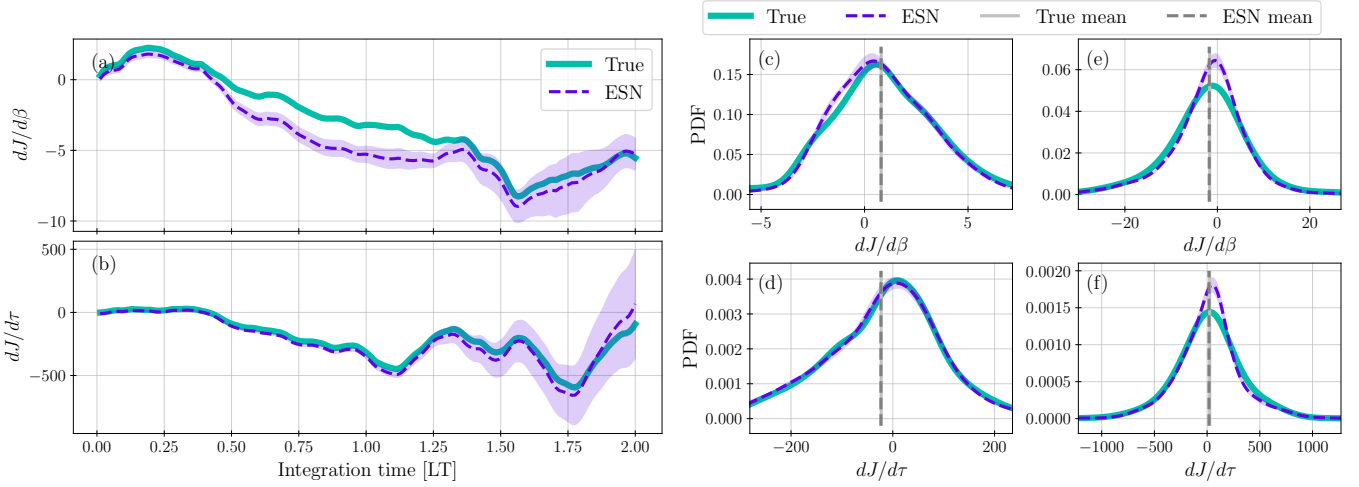 True ESN True mean ESN mean
(a)
True
ESN
0
−5
−10
dJ/dβ
(b)
500
0
−500
dJ/dτ
0.00 0.25 0.50 0.75 1.00 1.25 1.50 1.75 2.00
Integration time [LT]
(c)
0.15
0.10
0.05
0.00
PDF
−5 0 5
dJ/dβ
(e)
0.06
0.04
0.02
0.00
−20 0 20
dJ/dβ
(d)
0.004
0.003
0.002
0.001
0.000
PDF
−200 0 200
dJ/dτ
(f)
0.0020
0.0015
0.0010
0.0005
0.0000
−1000 −500 0 500 1000
dJ/dτ